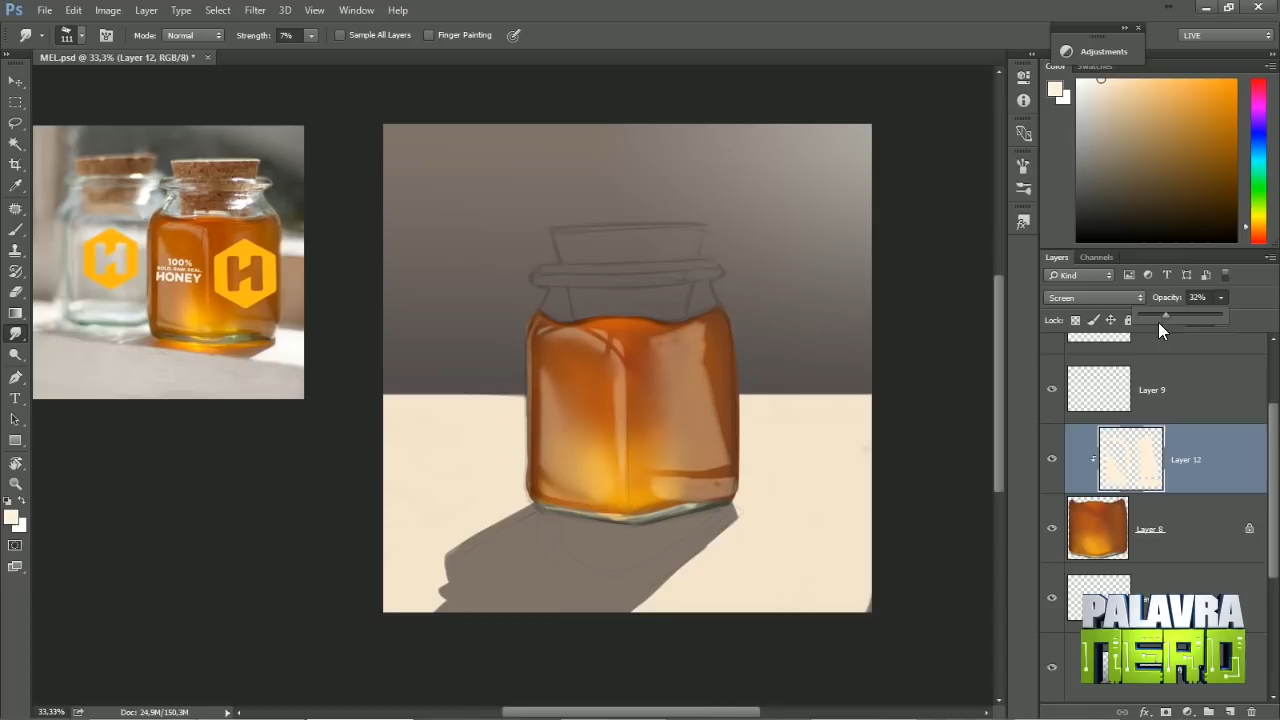 Ps File Edit Image Layer Type Select Filter 3D View Window Help
111 Mode: Normal Strength: 7% Sample All Layers Finger Painting LIVE
Adjustments
MEL.psd @ 33,3% (Layer 12, RGB/8) *
Color Swatches
100%
HONEY
H
H
Layers Channels
Kind
Screen Opacity: 32%
Lock:
Layer 9
Layer 12
Layer 8
PALAVRA
NERD
33,33% Doc: 24,9M/150,3M